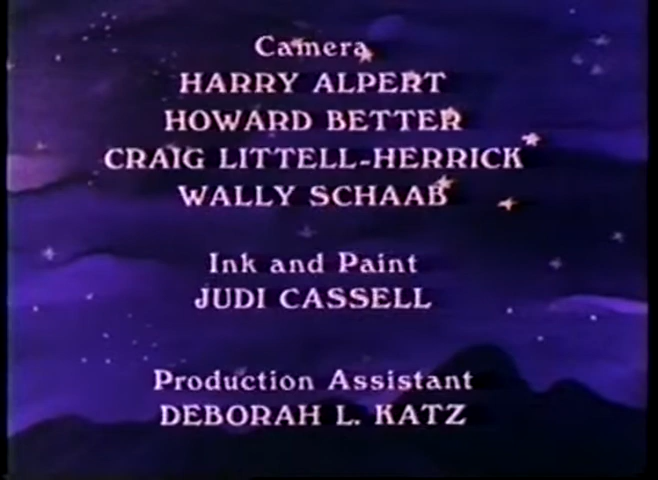 Camera
HARRY ALPERT
HOWARD BETTER
CRAIG LITTELL-HERRICK
WALLY SCHAAB
Ink and Paint
JUDI CASSELL
Production Assistant
DEBORAH L. KATZ